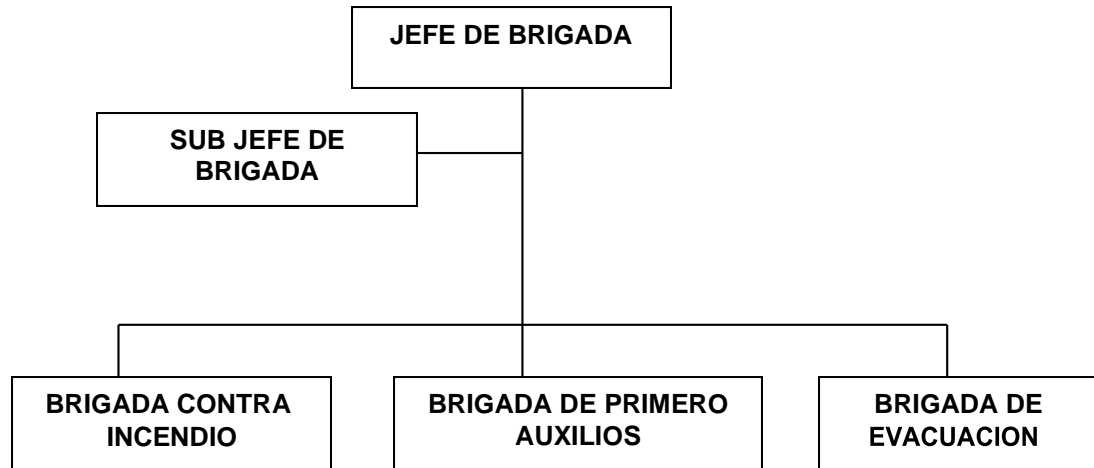 JEFE DE BRIGADA
SUB JEFE DE
BRIGADA
BRIGADA CONTRA
INCENDIO
BRIGADA DE PRIMERO
AUXILIOS
BRIGADA DE
EVACUACION